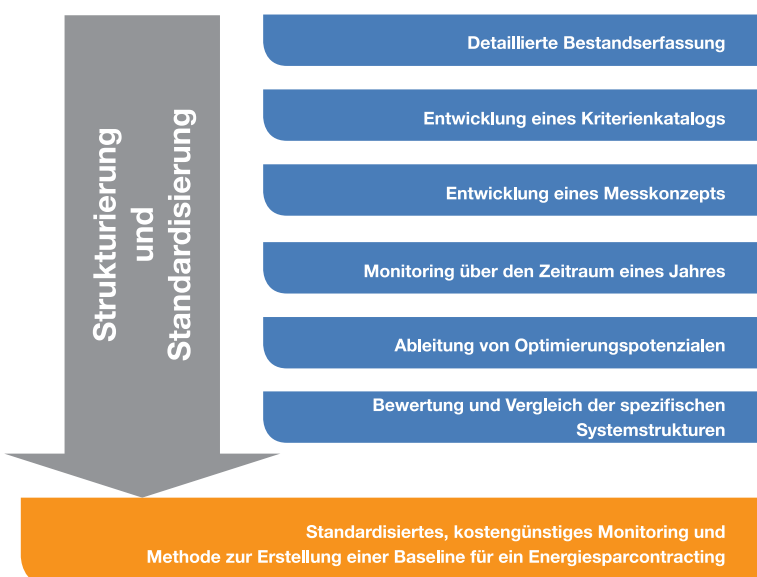 Strukturierung
und
Standardisierung
Detaillierte Bestandserfassung
Entwicklung eines Kriterienkatalogs
Entwicklung eines Messkonzepts
Monitoring über den Zeitraum eines Jahres
Ableitung von Optimierungspotenzialen
Bewertung und Vergleich der spezifischen
Systemstrukturen
Standardisiertes, kostengünstiges Monitoring und
Methode zur Erstellung einer Baseline für ein Energiesparcontracting